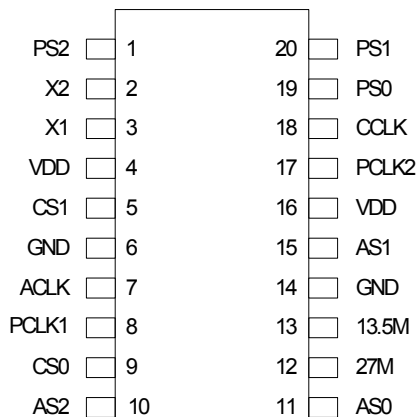 PS2 1 20 PS1
X2 2 19 PS0
X1 3 18 CCLK
VDD 4 17 PCLK2
CS1 5 16 VDD
GND 6 15 AS1
ACLK 7 14 GND
PCLK1 8 13 13.5M
CS0 9 12 27M
AS2 10 11 AS0